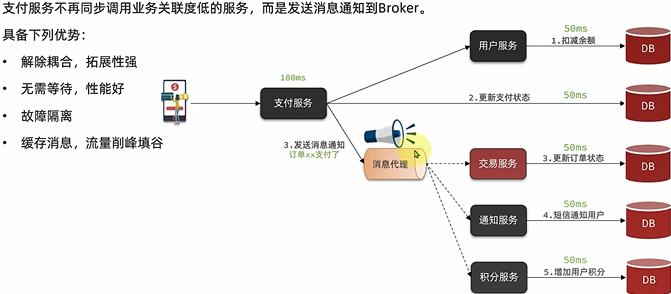 支付服务不再同步调用业务关联度低的服务，而是发送消息通知到Broker。
具备下列优势：
• 解除耦合，拓展性强
• 无需等待，性能好
• 故障隔离
• 缓存消息，流量削峰填谷
100ms
支付服务
3.发送消息通知
订单xx支付了
消息代理
用户服务
50ms
1.扣减余额
DB
2.更新支付状态
50ms
DB
交易服务
50ms
3.更新订单状态
DB
通知服务
50ms
4.短信通知用户
DB
积分服务
50ms
5.增加用户积分
DB